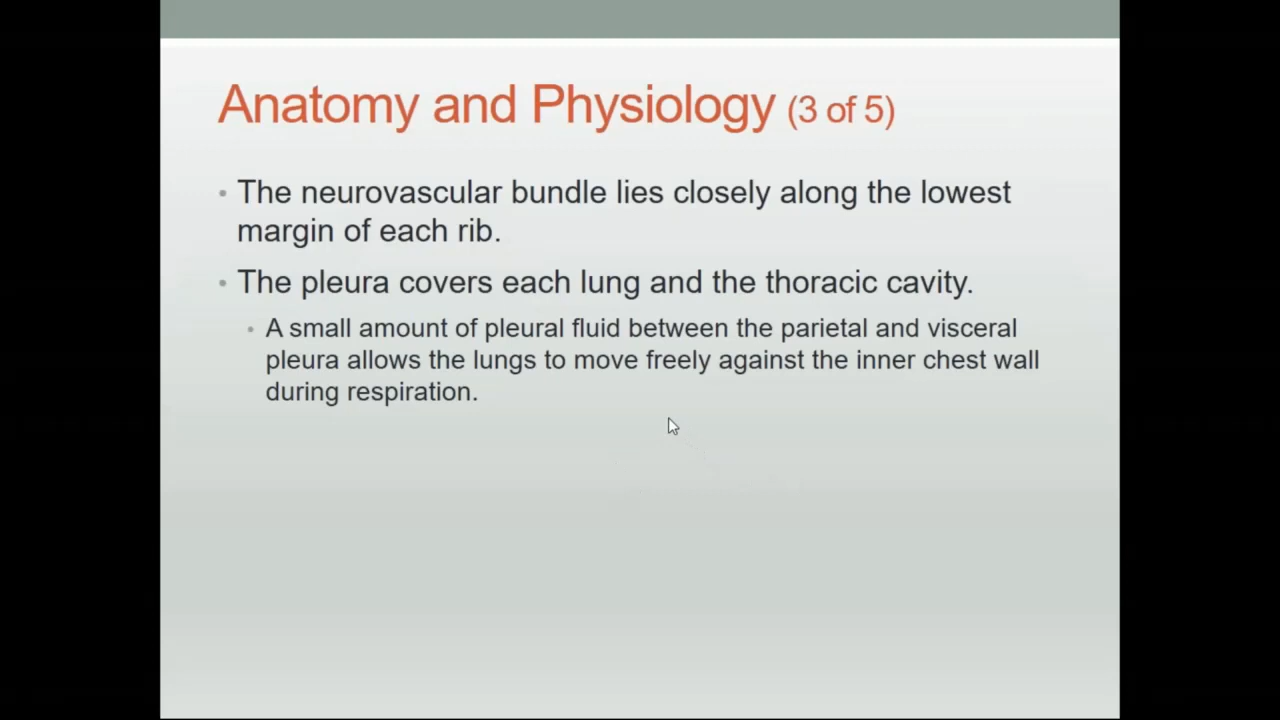 Anatomy and Physiology (3 of 5)
• The neurovascular bundle lies closely along the lowest
margin of each rib.
• The pleura covers each lung and the thoracic cavity.
• A small amount of pleural fluid between the parietal and visceral
pleura allows the lungs to move freely against the inner chest wall
during respiration.